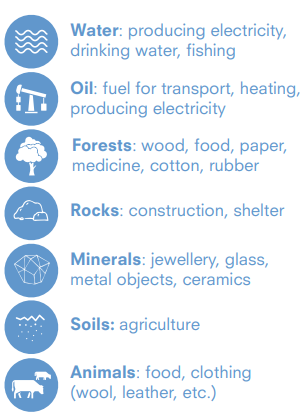 Water: producing electricity,
drinking water, fishing
Oil: fuel for transport, heating,
producing electricity
Forests: wood, food, paper,
medicine, cotton, rubber
Rocks: construction, shelter
Minerals: jewellery, glass,
metal objects, ceramics
Soils: agriculture
Animals: food, clothing
(wool, leather, etc.)